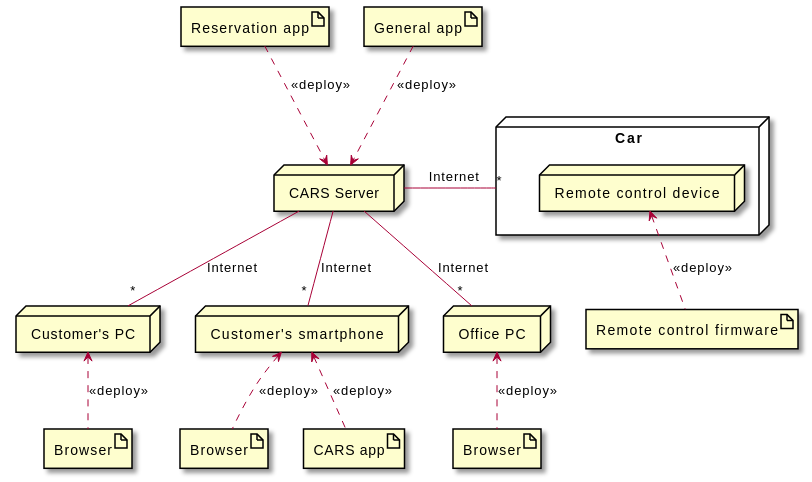 Reservation app
General app
«deploy»
«deploy»
Car
Internet
*
CARS Server
Remote control device
Internet
Internet
Internet
«deploy»
*
*
*
Customer's PC
Customer's smartphone
Office PC
Remote control firmware
«deploy»
«deploy»
«deploy»
«deploy»
Browser
Browser
CARS app
Browser